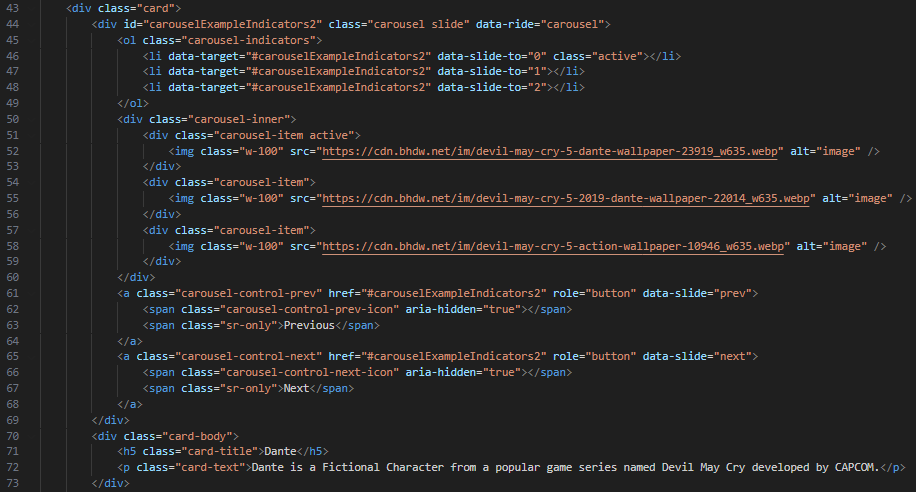 43 <div class="card">
44 <div id="carouselExampleIndicators2" class="carousel slide" data-ride="carousel">
45 <ol class="carousel-indicators">
46 <li data-target="#carouselExampleIndicators2" data-slide-to="0" class="active"></li>
47 <li data-target="#carouselExampleIndicators2" data-slide-to="1"></li>
48 <li data-target="#carouselExampleIndicators2" data-slide-to="2"></li>
49 </ol>
50 <div class="carousel-inner">
51 <div class="carousel-item active">
52 <img class="w-100" src="https://cdn.bhdw.net/im/devil-may-cry-5-dante-wallpaper-23919_w635.webp" alt="image" />
53 </div>
54 <div class="carousel-item">
55 <img class="w-100" src="https://cdn.bhdw.net/im/devil-may-cry-5-2019-dante-wallpaper-22014_w635.webp" alt="image" />
56 </div>
57 <div class="carousel-item">
58 <img class="w-100" src="https://cdn.bhdw.net/im/devil-may-cry-5-action-wallpaper-10946_w635.webp" alt="image" />
59 </div>
60 </div>
61 <a class="carousel-control-prev" href="#carouselExampleIndicators2" role="button" data-slide="prev">
62 <span class="carousel-control-prev-icon" aria-hidden="true"></span>
63 <span class="sr-only">Previous</span>
64 </a>
65 <a class="carousel-control-next" href="#carouselExampleIndicators2" role="button" data-slide="next">
66 <span class="carousel-control-next-icon" aria-hidden="true"></span>
67 <span class="sr-only">Next</span>
68 </a>
69 </div>
70 <div class="card-body">
71 <h5 class="card-title">Dante</h5>
72 <p class="card-text">Dante is a Fictional Character from a popular game series named Devil May Cry developed by CAPCOM.</p>
73 </div>